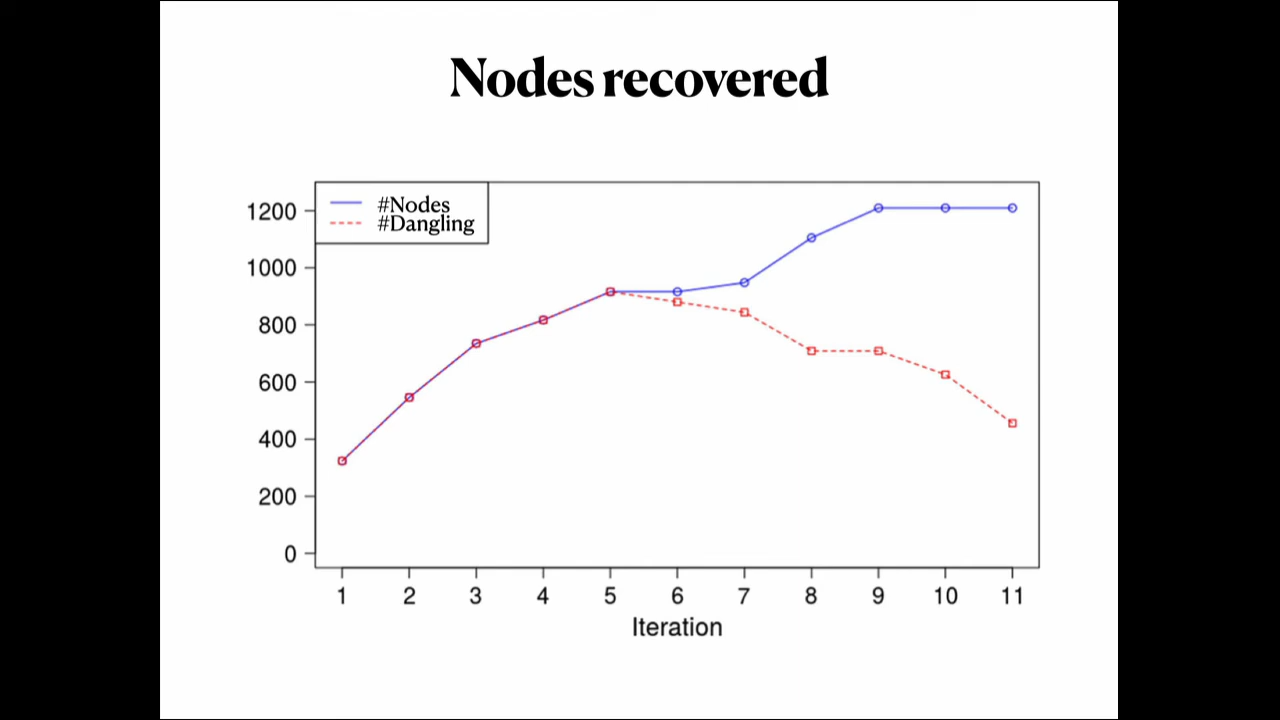 Nodes recovered
#Nodes
#Dangling
1200
1000
800
600
400
200
0
1 2 3 4 5 6 7 8 9 10 11
Iteration